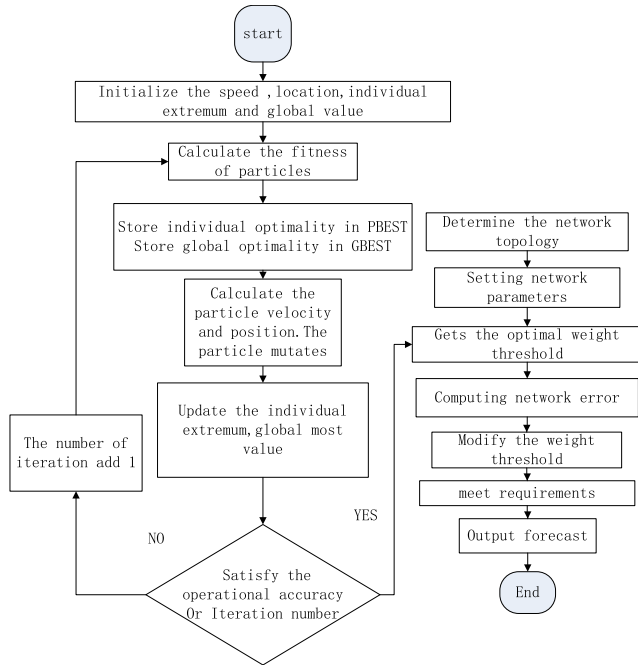 start
Initialize the speed ,location,individual
extremum and global value
Calculate the fitness
of particles
Store individual optimality in PBEST
Store global optimality in GBEST
Calculate the
particle velocity
and position.The
particle mutates
Update the individual
extremum,global most
value
The number of
iteration add 1
NO
YES
Satisfy the
operational accuracy
Or Iteration number
Determine the network
topology
Setting network
parameters
Gets the optimal weight
threshold
Computing network error
Modify the weight
threshold
meet requirements
Output forecast
End